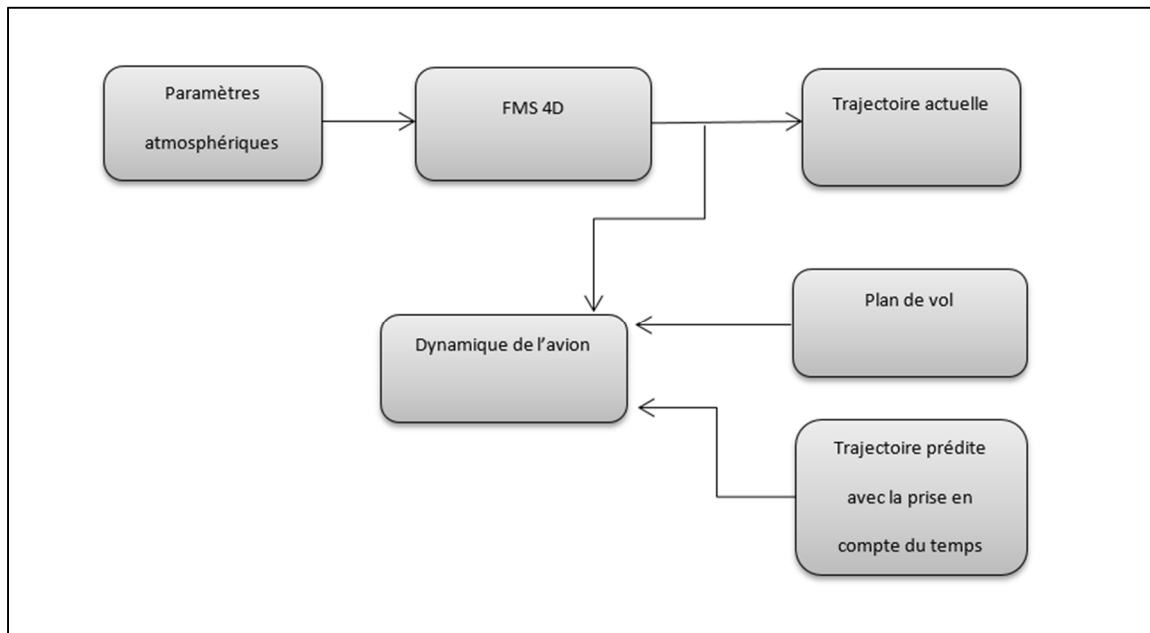 Paramètres
atmosphériques
FMS 4D
Trajectoire actuelle
Plan de vol
Dynamique de l’avion
Trajectoire prédite
avec la prise en
compte du temps